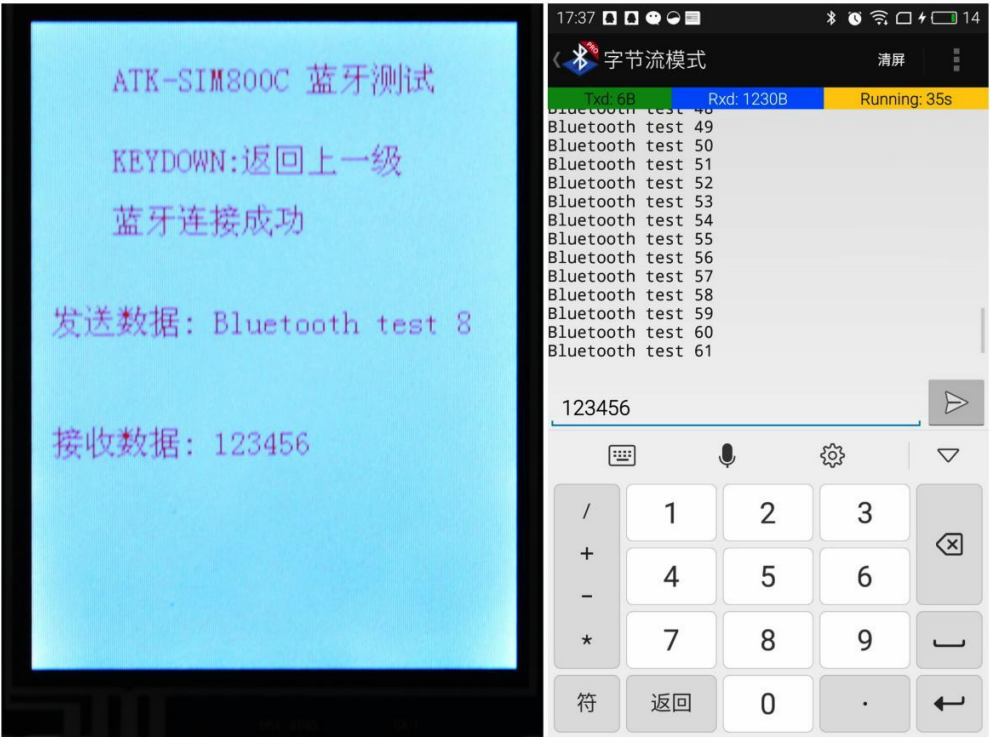 ATK-SIM800C 蓝牙测试
KEYDOWN:返回上一级
蓝牙连接成功
发送数据: Bluetooth test 8
接收数据: 123456
17:37
14
PRO
字节流模式
清屏
Txd: 6B
Rxd: 1230B
Running: 35s
Bluetooth test 48
Bluetooth test 49
Bluetooth test 50
Bluetooth test 51
Bluetooth test 52
Bluetooth test 53
Bluetooth test 54
Bluetooth test 55
Bluetooth test 56
Bluetooth test 57
Bluetooth test 58
Bluetooth test 59
Bluetooth test 60
Bluetooth test 61
123456
/ 1 2 3
+
4 5 6
-
* 7 8 9
符 返回 0 .